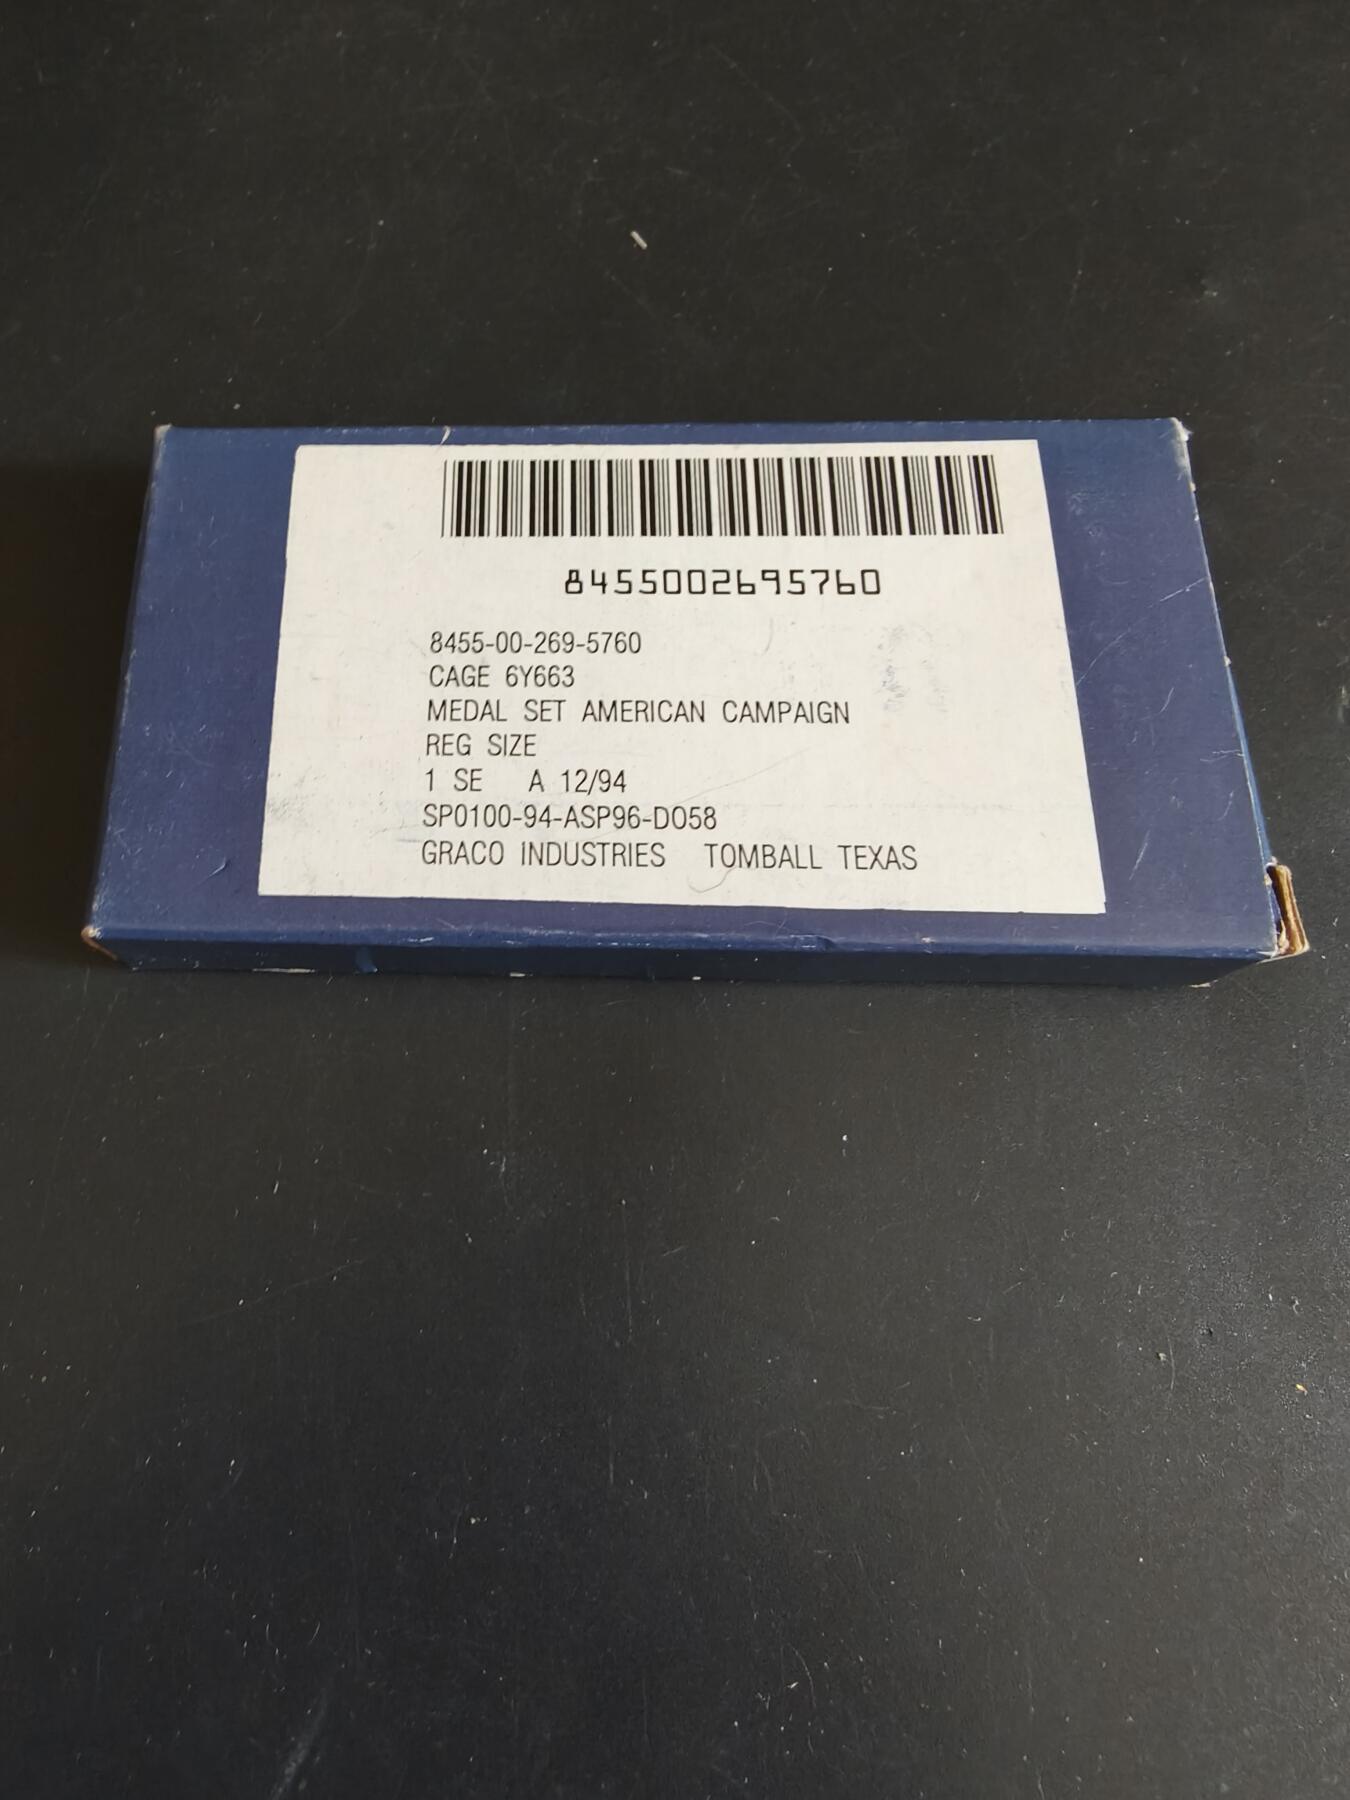 8455002695760
8455-00-269-5760
CAGE 6Y663
MEDAL SET AMERICAN CAMPAIGN
REG SIZE
1 SE A 12/94
SP0100-94-ASP96-DO58
GRACO INDUSTRIES TOMBALL TEXAS